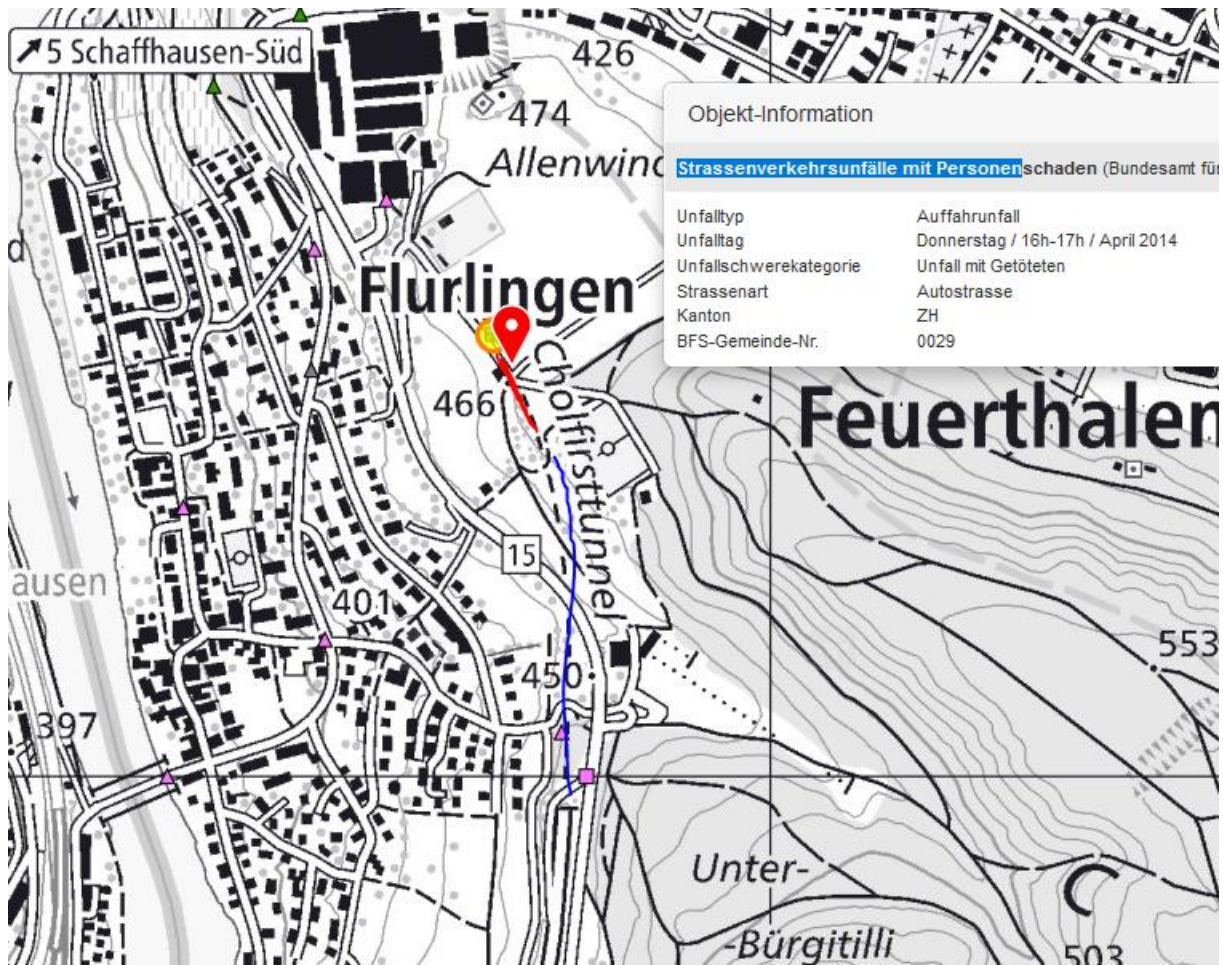 5 Schaffhausen-Süd
426
474
Allenwind
Objekt-Information
Strassenverkehrsunfälle mit Personenschaden (Bundesamt für
Unfalltyp Auffahrunfall
Unfalltag Donnerstag / 16h-17h / April 2014
Unfallschwerekategorie Unfall mit Getöteten
Strassenart Autostrasse
Kanton ZH
BFS-Gemeinde-Nr. 0029
d
Flurlingen
466
Cholfirsttunnel
Feuerthalen
15
ausen
401
450
553
397
Unter-
-Bürgitilli
503